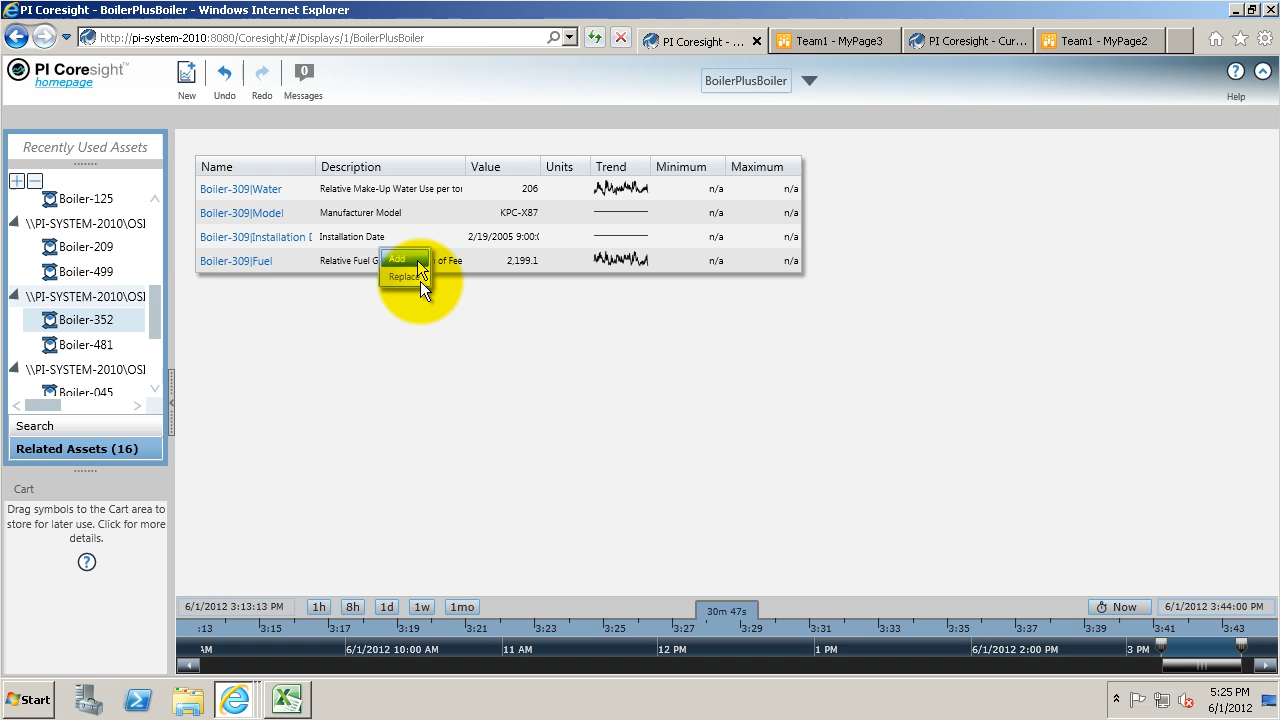 PI Coresight - BoilerPlusBoiler - Windows Internet Explorer
http://pi-system-2010:8080/Coresight/#/Displays/1/BoilerPlusBoiler
PI Coresight - ...
Team1 - MyPage3
PI Coresight - Cur...
Team1 - MyPage2
PI Coresight™
homepage
New
Undo
Redo
0
Messages
BoilerPlusBoiler
Help
Recently Used Assets
Boiler-125
\\PI-SYSTEM-2010\OSI
Boiler-209
Boiler-499
\\PI-SYSTEM-2010\OSI
Boiler-352
Boiler-481
\\PI-SYSTEM-2010\OSI
Boiler-045
Search
Related Assets (16)
Cart
Drag symbols to the Cart area to
store for later use. Click for more
details.
Name Description Value Units Trend Minimum Maximum
Boiler-309|Water Relative Make-Up Water Use per tor 206 n/a n/a
Boiler-309|Model Manufacturer Model KPC-X87 n/a n/a
Boiler-309|Installation D Installation Date 2/19/2005 9:00:( n/a n/a
Boiler-309|Fuel Relative Fuel G of Fee 2,199.1 n/a n/a
Add
Replace
6/1/2012 3:13:13 PM 1h 8h 1d 1w 1mo 30m 47s Now 6/1/2012 3:44:00 PM
:13 3:15 3:17 3:19 3:21 3:23 3:25 3:27 3:29 3:31 3:33 3:35 3:37 3:39 3:41 3:43
AM 6/1/2012 10:00 AM 11 AM 12 PM 1 PM 6/1/2012 2:00 PM 3 PM
Start
5:25 PM
6/1/2012